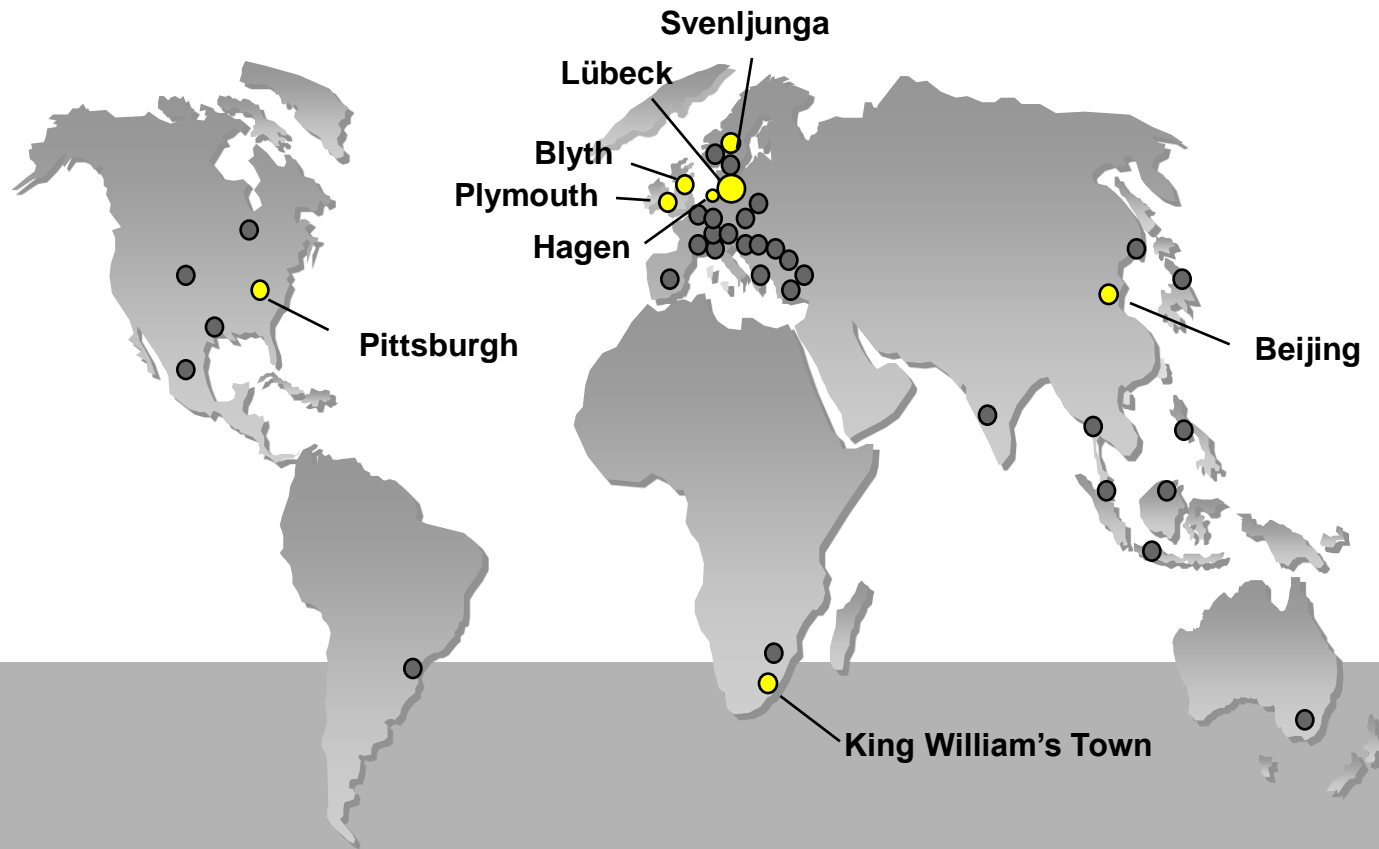 Svenljunga
Lübeck
Blyth
Plymouth
Hagen
Pittsburgh
Beijing
King William’s Town